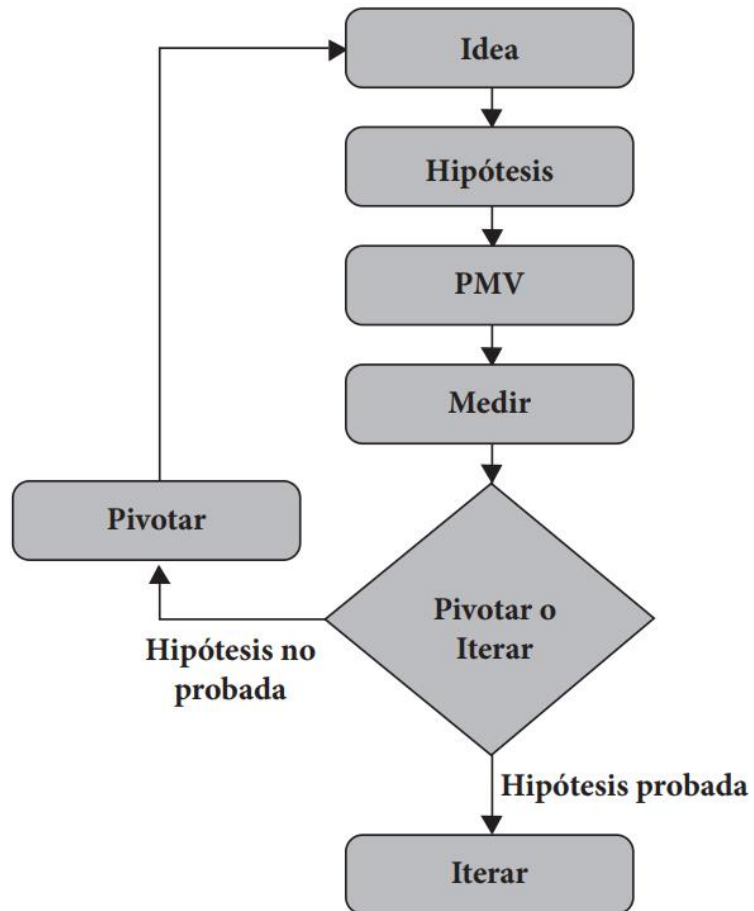 Idea
Hipótesis
PMV
Medir
Pivotar
Pivotar o
Iterar
Hipótesis no
probada
Hipótesis probada
Iterar